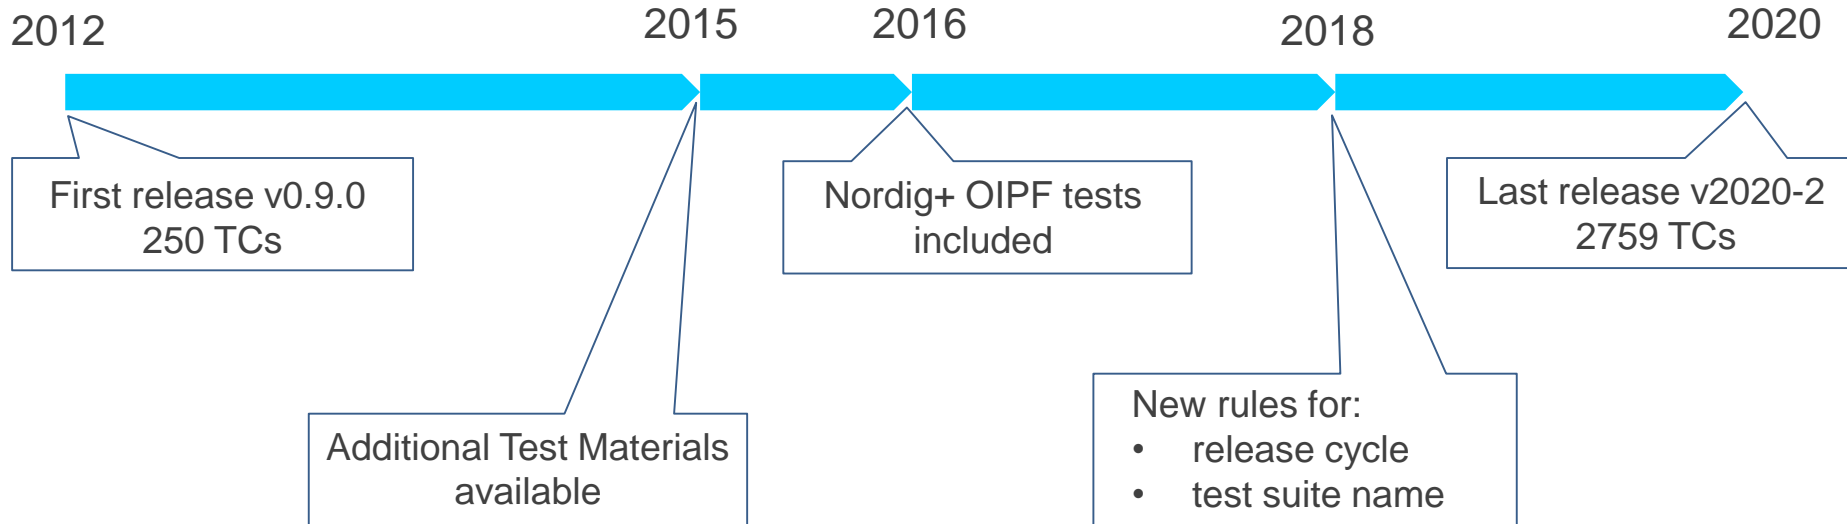 2012
2015
2016
2018
2020
First release v0.9.0
250 TCs
Nordig+ OIPF tests
included
Last release v2020-2
2759 TCs
Additional Test Materials
available
New rules for:
• release cycle
• test suite name